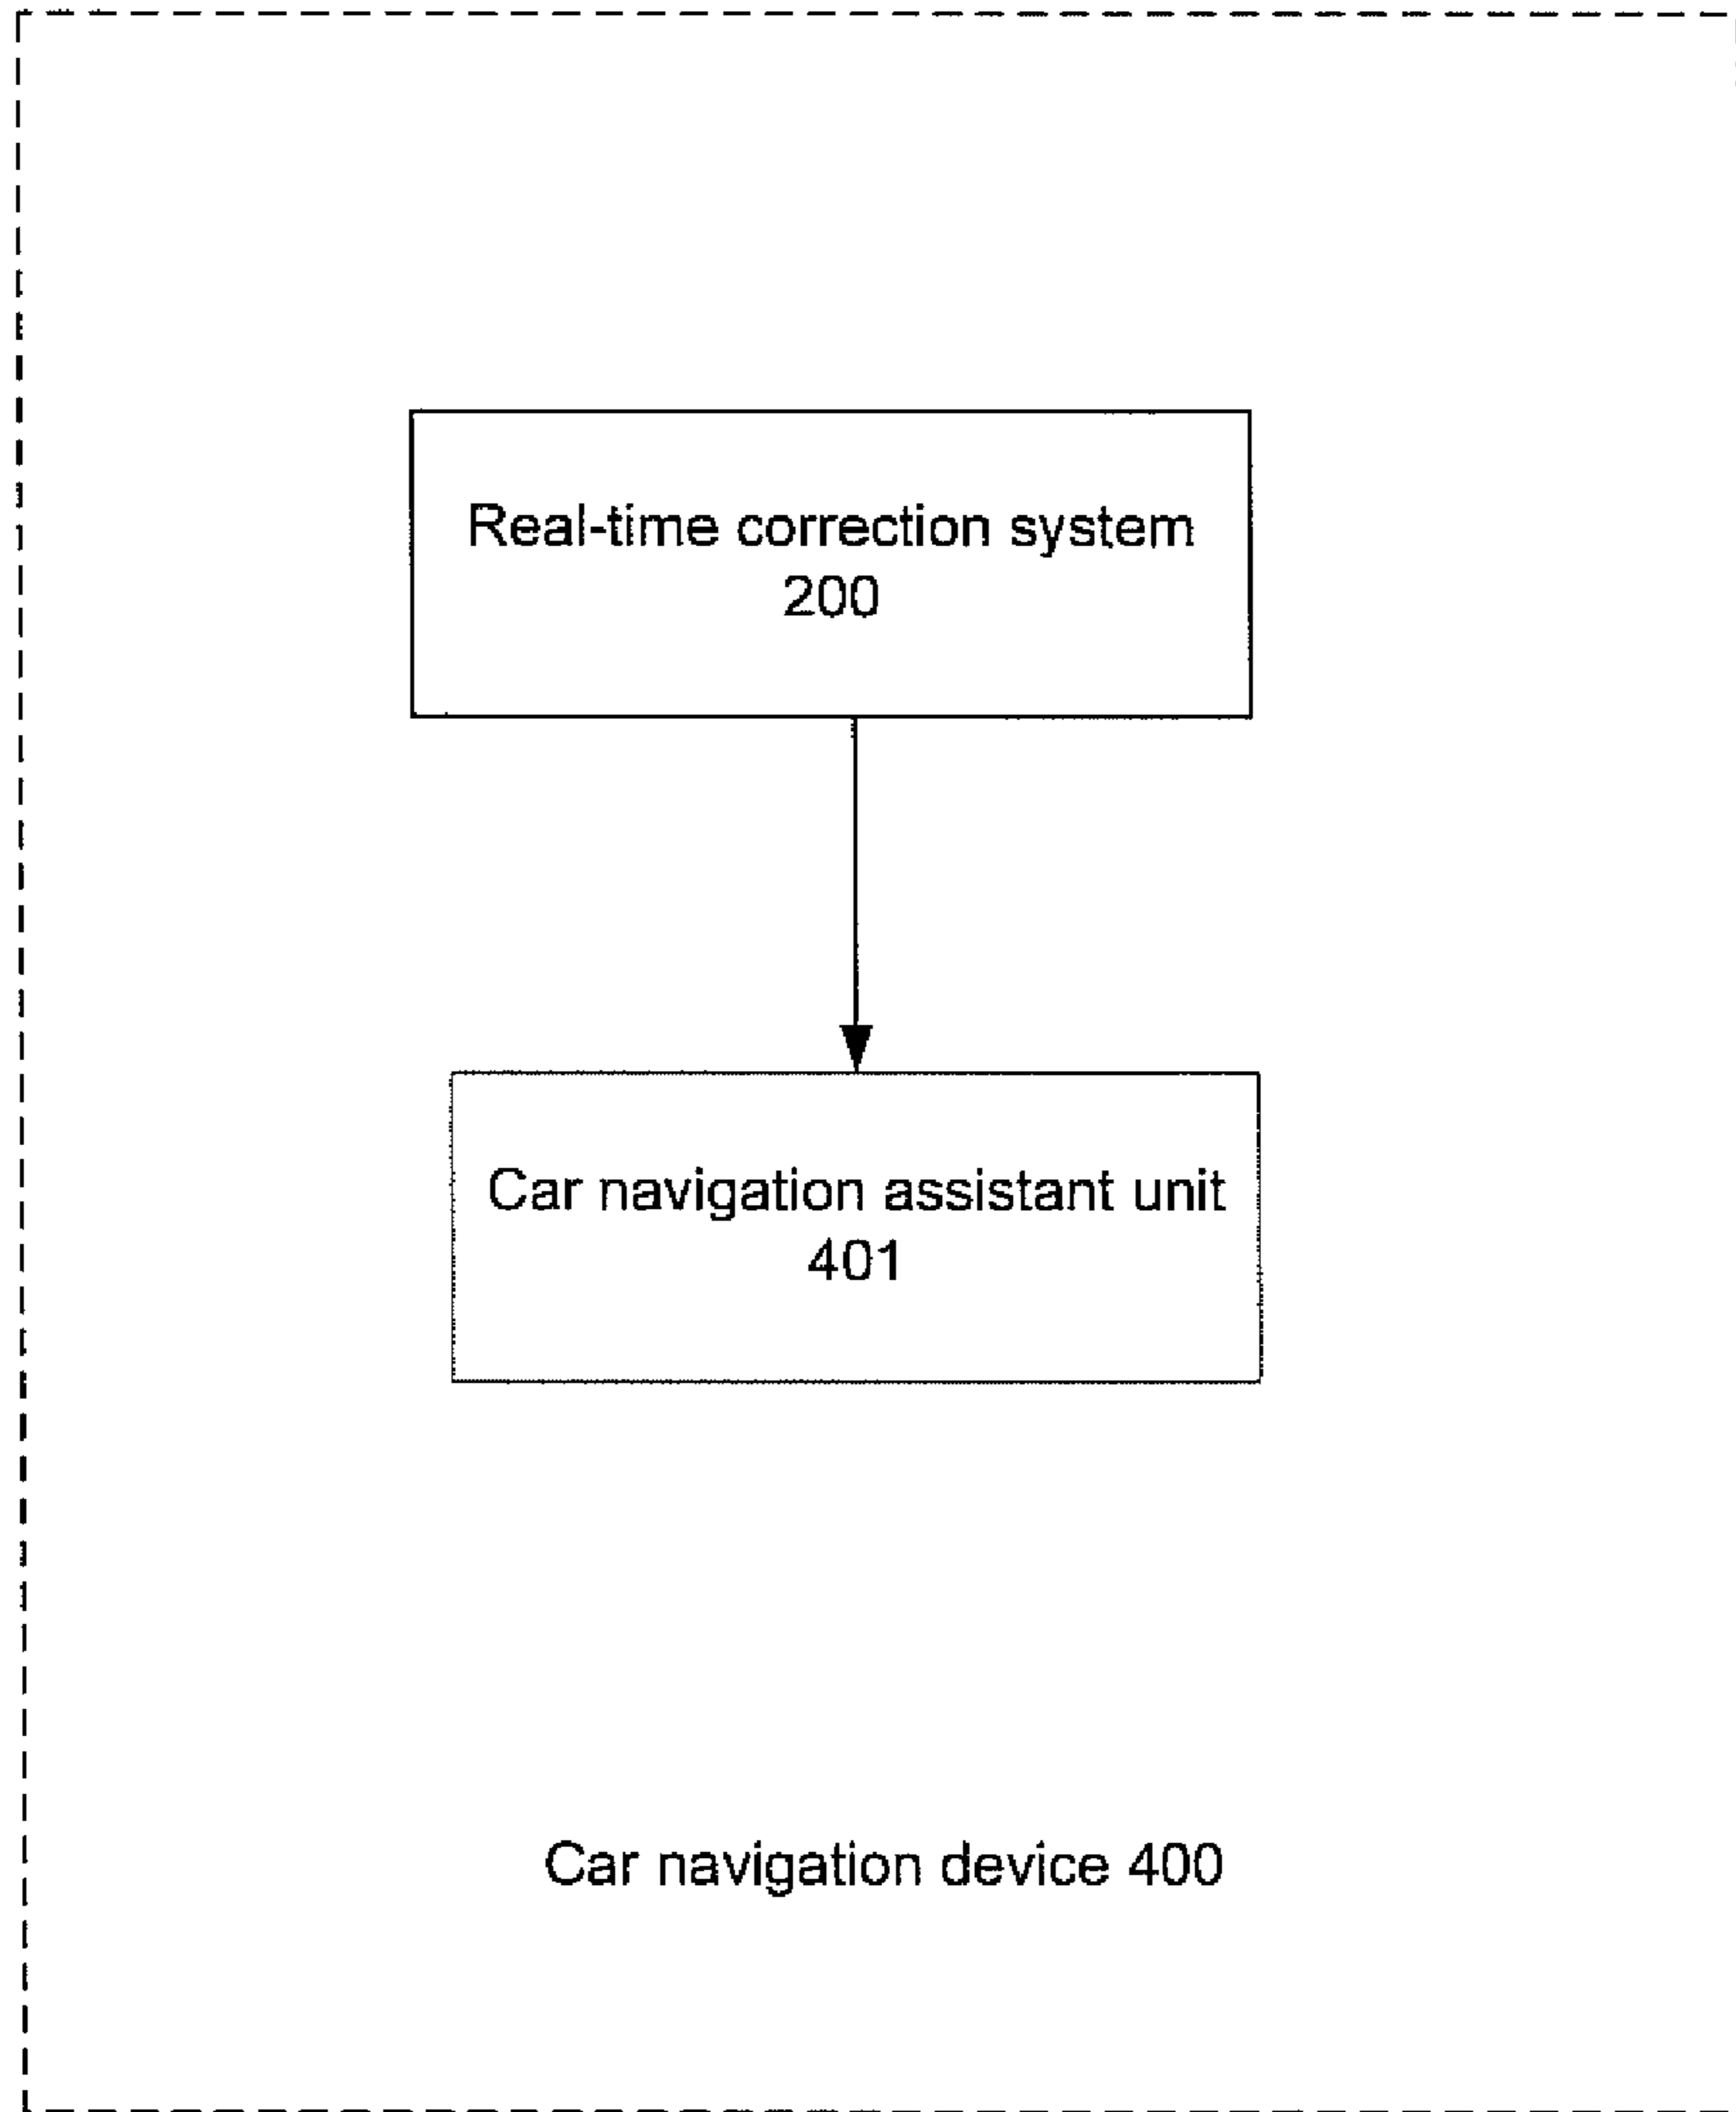 Real-time correction system
200
Car navigation assistant unit
401
Car navigation device 400